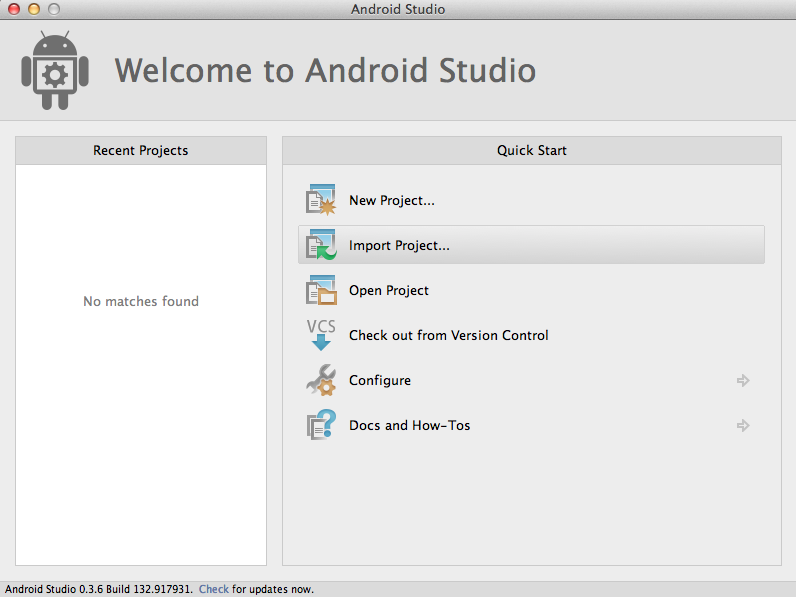 Android Studio
Welcome to Android Studio
Recent Projects
No matches found
Quick Start
New Project...
Import Project...
Open Project
VCS
Check out from Version Control
Configure
Docs and How-Tos
Android Studio 0.3.6 Build 132.917931. Check for updates now.